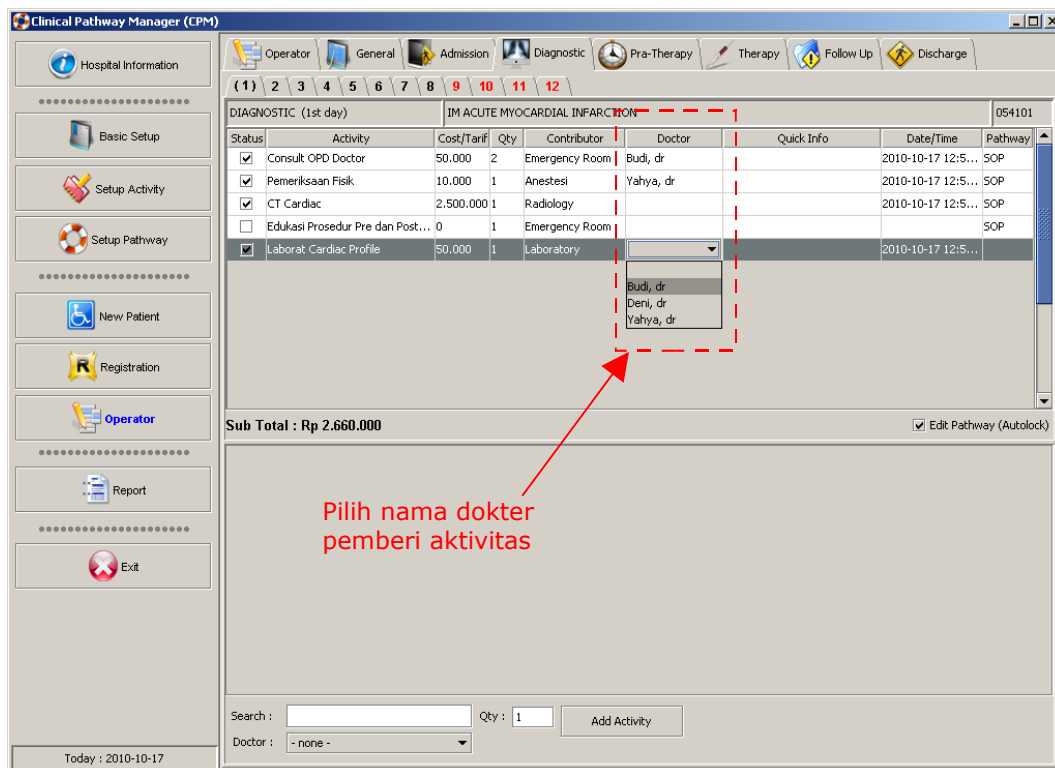 Clinical Pathway Manager (CPM)
Hospital Information
Basic Setup
Setup Activity
Setup Pathway
New Patient
Registration
Operator
Report
Exit
Today : 2010-10-17
Operator General Admission Diagnostic Pra-Therapy Therapy Follow Up Discharge
(1) 2 3 4 5 6 7 8 9 10 11 12
DIAGNOSTIC (1st day) IM ACUTE MYOCARDIAL INFARCTION 054101
Status Activity Cost/Tarif Qty Contributor Doctor Quick Info Date/Time Pathway
Consult OPD Doctor 50.000 2 Emergency Room Budi, dr 2010-10-17 12:5... SOP
Pemeriksaan Fisik 10.000 1 Anestesi Yahya, dr 2010-10-17 12:5... SOP
CT Cardiac 2.500.000 1 Radiology 2010-10-17 12:5... SOP
Edukasi Prosedur Pre dan Post... 0 1 Emergency Room SOP
Laborat Cardiac Profile 50.000 1 Laboratory 2010-10-17 12:5...
Budi, dr
Deni, dr
Yahya, dr
Sub Total : Rp 2.660.000 Edit Pathway (Autolock)
Pilih nama dokter
pemberi aktivitas
Search : Qty : 1 Add Activity
Doctor : - none -